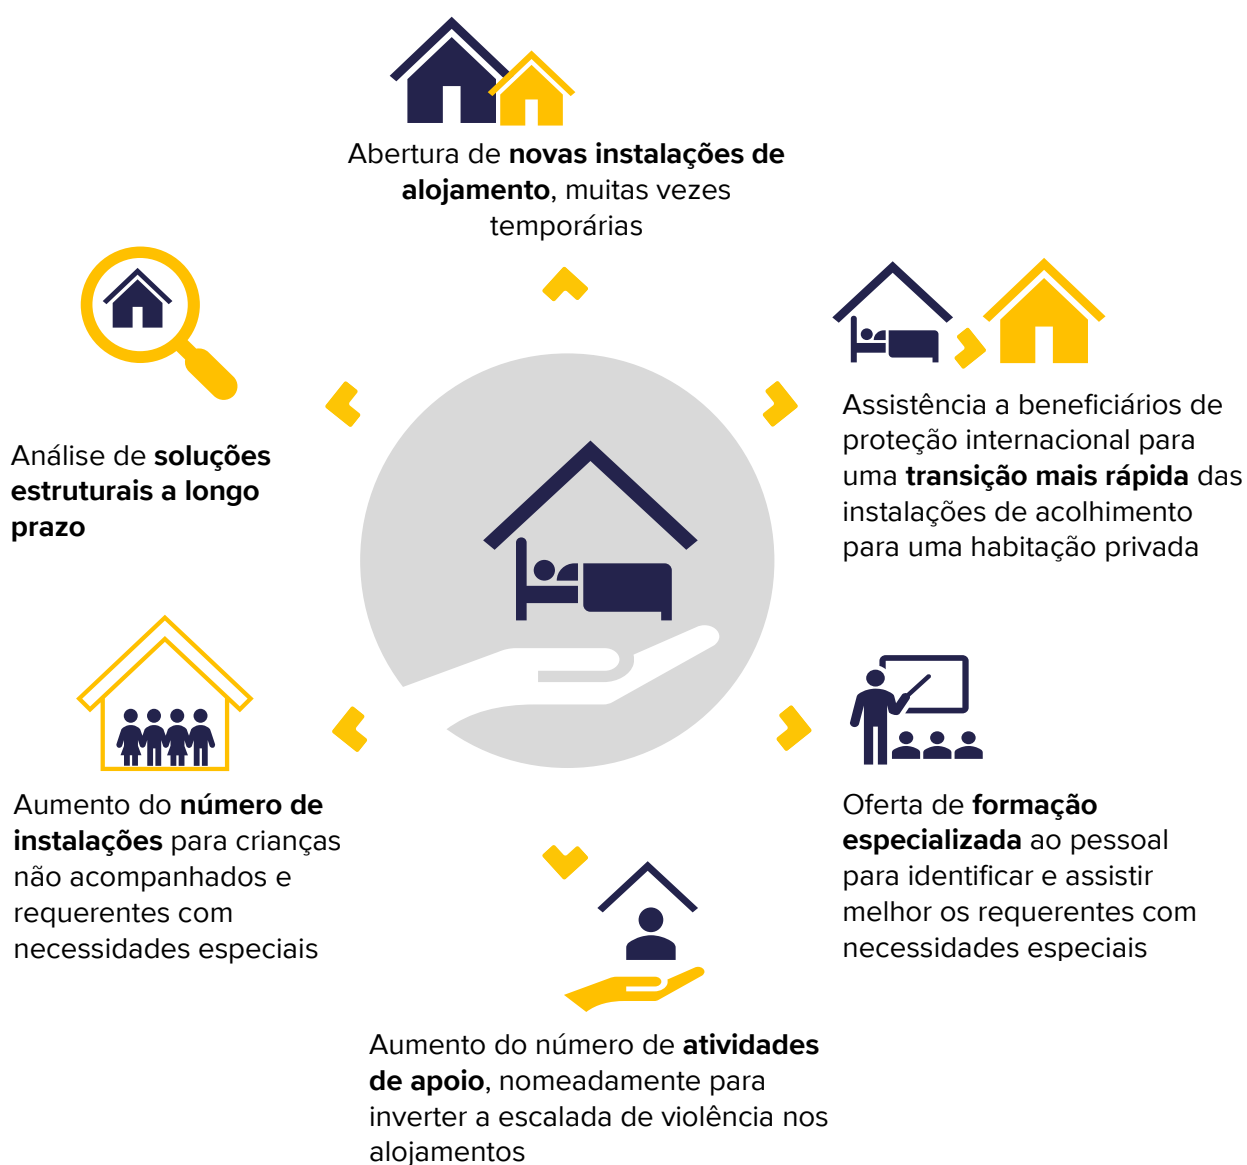 Abertura de novas instalações de
alojamento, muitas vezes
temporárias
Assistência a beneficiários de
proteção internacional para
uma transição mais rápida das
instalações de acolhimento
para uma habitação privada
Análise de soluções
estruturais a longo
prazo
Aumento do número de
instalações para crianças
não acompanhados e
requerentes com
necessidades especiais
Oferta de formação
especializada ao pessoal
para identificar e assistir
melhor os requerentes com
necessidades especiais
Aumento do número de atividades
de apoio, nomeadamente para
inverter a escalada de violência nos
alojamentos